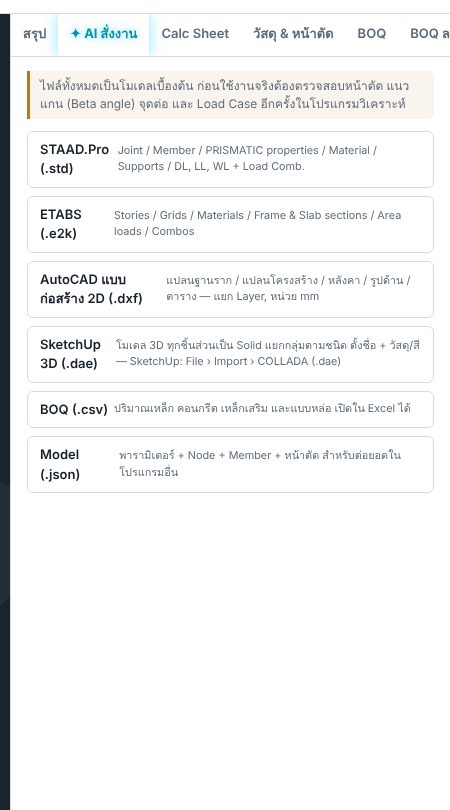 สรุป ✦ AI สั่งงาน Calc Sheet วัสดุ & หน้าตัด BOQ BOQ ล
ไฟล์ทั้งหมดเป็นโมเดลเบื้องต้น ก่อนใช้งานจริงต้องตรวจสอบหน้าตัด แนว
แกน (Beta angle) จุดต่อ และ Load Case อีกครั้งในโปรแกรมวิเคราะห์
STAAD.Pro
(.std)
Joint / Member / PRISMATIC properties / Material /
Supports / DL, LL, WL + Load Comb.
ETABS
(.e2k)
Stories / Grids / Materials / Frame & Slab sections / Area
loads / Combos
AutoCAD แบบ
ก่อสร้าง 2D (.dxf)
แปลนฐานราก / แปลนโครงสร้าง / หลังคา / รูปด้าน /
ตาราง — แยก Layer, หน่วย mm
SketchUp
3D (.dae)
โมเดล 3D ทุกชิ้นส่วนเป็น Solid แยกกลุ่มตามชนิด ตั้งชื่อ + วัสดุ/สี
— SketchUp: File › Import › COLLADA (.dae)
BOQ (.csv) ปริมาณเหล็ก คอนกรีต เหล็กเสริม และแบบหล่อ เปิดใน Excel ได้
Model
(.json)
พารามิเตอร์ + Node + Member + หน้าตัด สำหรับต่อยอดใน
โปรแกรมอื่น